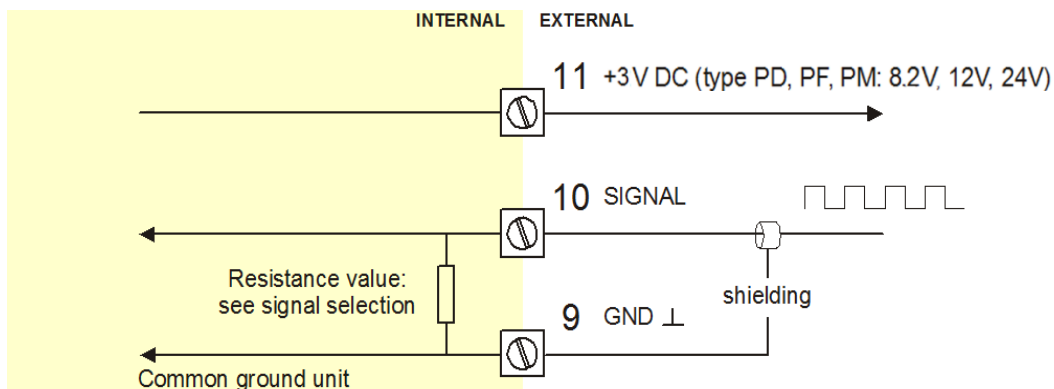 INTERNAL EXTERNAL
11 +3V DC (type PD, PF, PM: 8.2V, 12V, 24V)
10 SIGNAL
Resistance value:
see signal selection
shielding
9 GND ⊥
Common ground unit